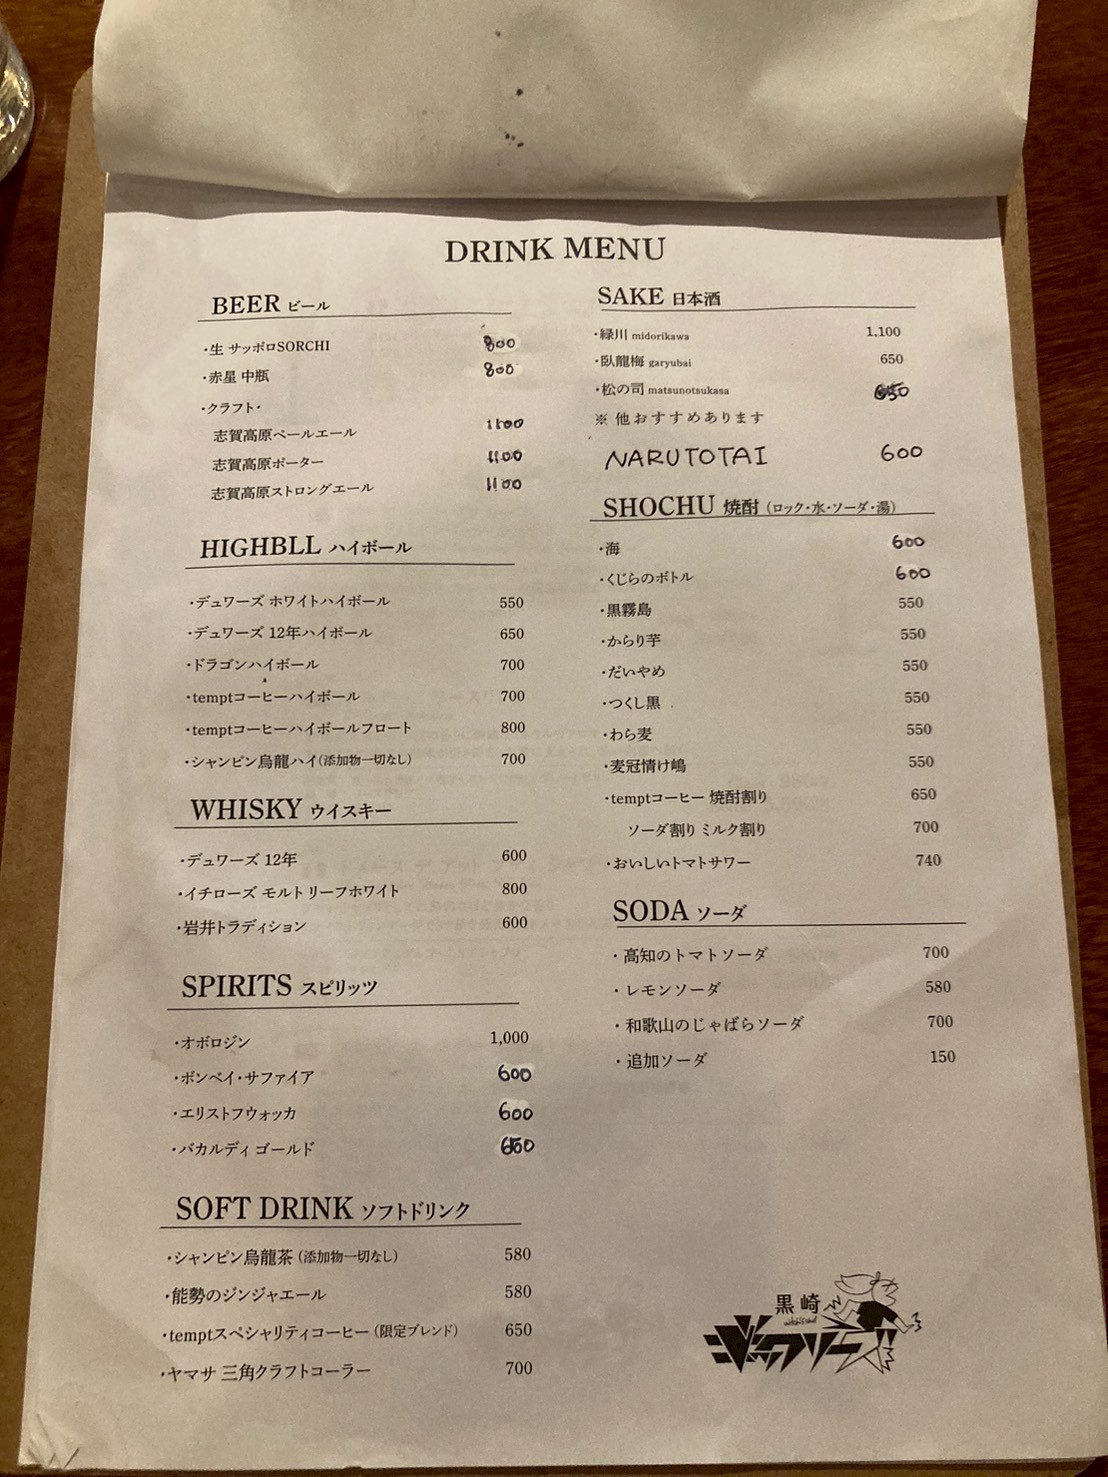 DRINK MENU
BEER ビール
・生 サッポロSORCHI 800
・赤星 中瓶 800
・クラフト・
志賀高原ペールエール 1100
志賀高原ポーター 1100
志賀高原ストロングエール 1100
HIGHBLL ハイボール
・デュワーズ ホワイトハイボール 550
・デュワーズ 12年ハイボール 650
・ドラゴンハイボール 700
・temptコーヒーハイボール 700
・temptコーヒーハイボールフロート 800
・シャンピン烏龍ハイ(添加物一切なし) 700
WHISKY ウイスキー
・デュワーズ 12年 600
・イチローズ モルト リーフホワイト 800
・岩井トラディション 600
SPIRITS スピリッツ
・オボロジン 1,000
・ボンベイ・サファイア 600
・エリストフウォッカ 600
・バカルディ ゴールド
SOFT DRINK ソフトドリンク
・シャンピン烏龍茶 (添加物一切なし) 580
・能勢のジンジャエール 580
・temptスペシャリティコーヒー (限定ブレンド) 650
・ヤマサ 三角クラフトコーラー 700
SAKE 日本酒
・緑川 midorikawa 1,100
・臥龍梅 garyubai 650
・松の司 matsunotsukasa 650
※ 他おすすめあります
NARUTOTAI 600
SHOCHU 焼酎 (ロック・水・ソーダ・湯)
・海 600
・くじらのボトル 600
・黒霧島 550
・からり芋 550
・だいやめ 550
・つくし黒 550
・わら麦 550
・麦冠情け嶋 550
・temptコーヒー 焼酎割り 650
ソーダ割り ミルク割り 700
・おいしいトマトサワー 740
SODA ソーダ
・高知のトマトソーダ 700
・レモンソーダ 580
・和歌山のじゃばらソーダ 700
・追加ソーダ 150
黒崎
ジャックソーズ